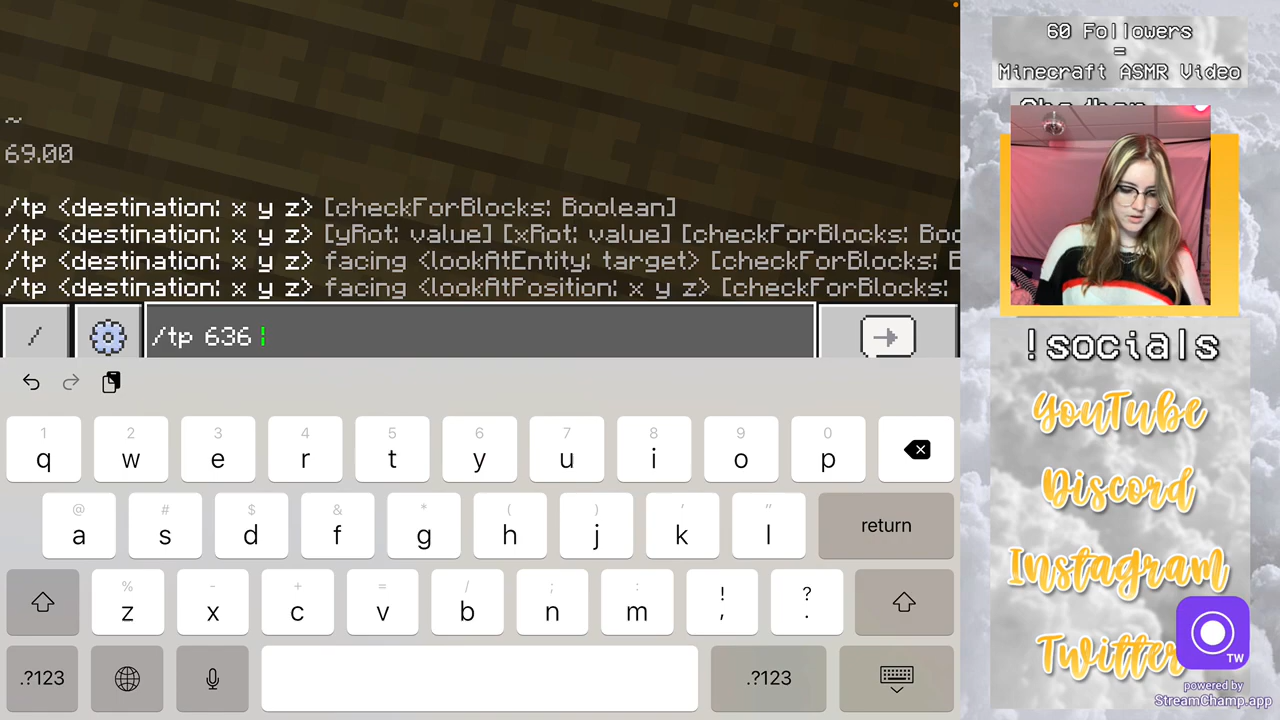 ~
69.00
/tp <destination: x y z> [checkForBlocks: Boolean]
/tp <destination: x y z> [yRot: value] [xRot: value] [checkForBlocks: Boo
/tp <destination: x y z> facing <lookAtEntity: target> [checkForBlocks: B
/tp <destination: x y z> facing <lookAtPosition: x y z> [checkForBlocks:
/ /tp 636
1 2 3 4 5 6 7 8 9 0
q w e r t y u i o p
@ # $ & * ( ) ' "
a s d f g h j k l return
% - + = / ; : ! ?
z x c v b n m , .
.?123 .?123
60 Followers
=
Minecraft ASMR Video
!socials
YouTube
Discord
Instagram
Twitter
TW
powered by
StreamChamp.app